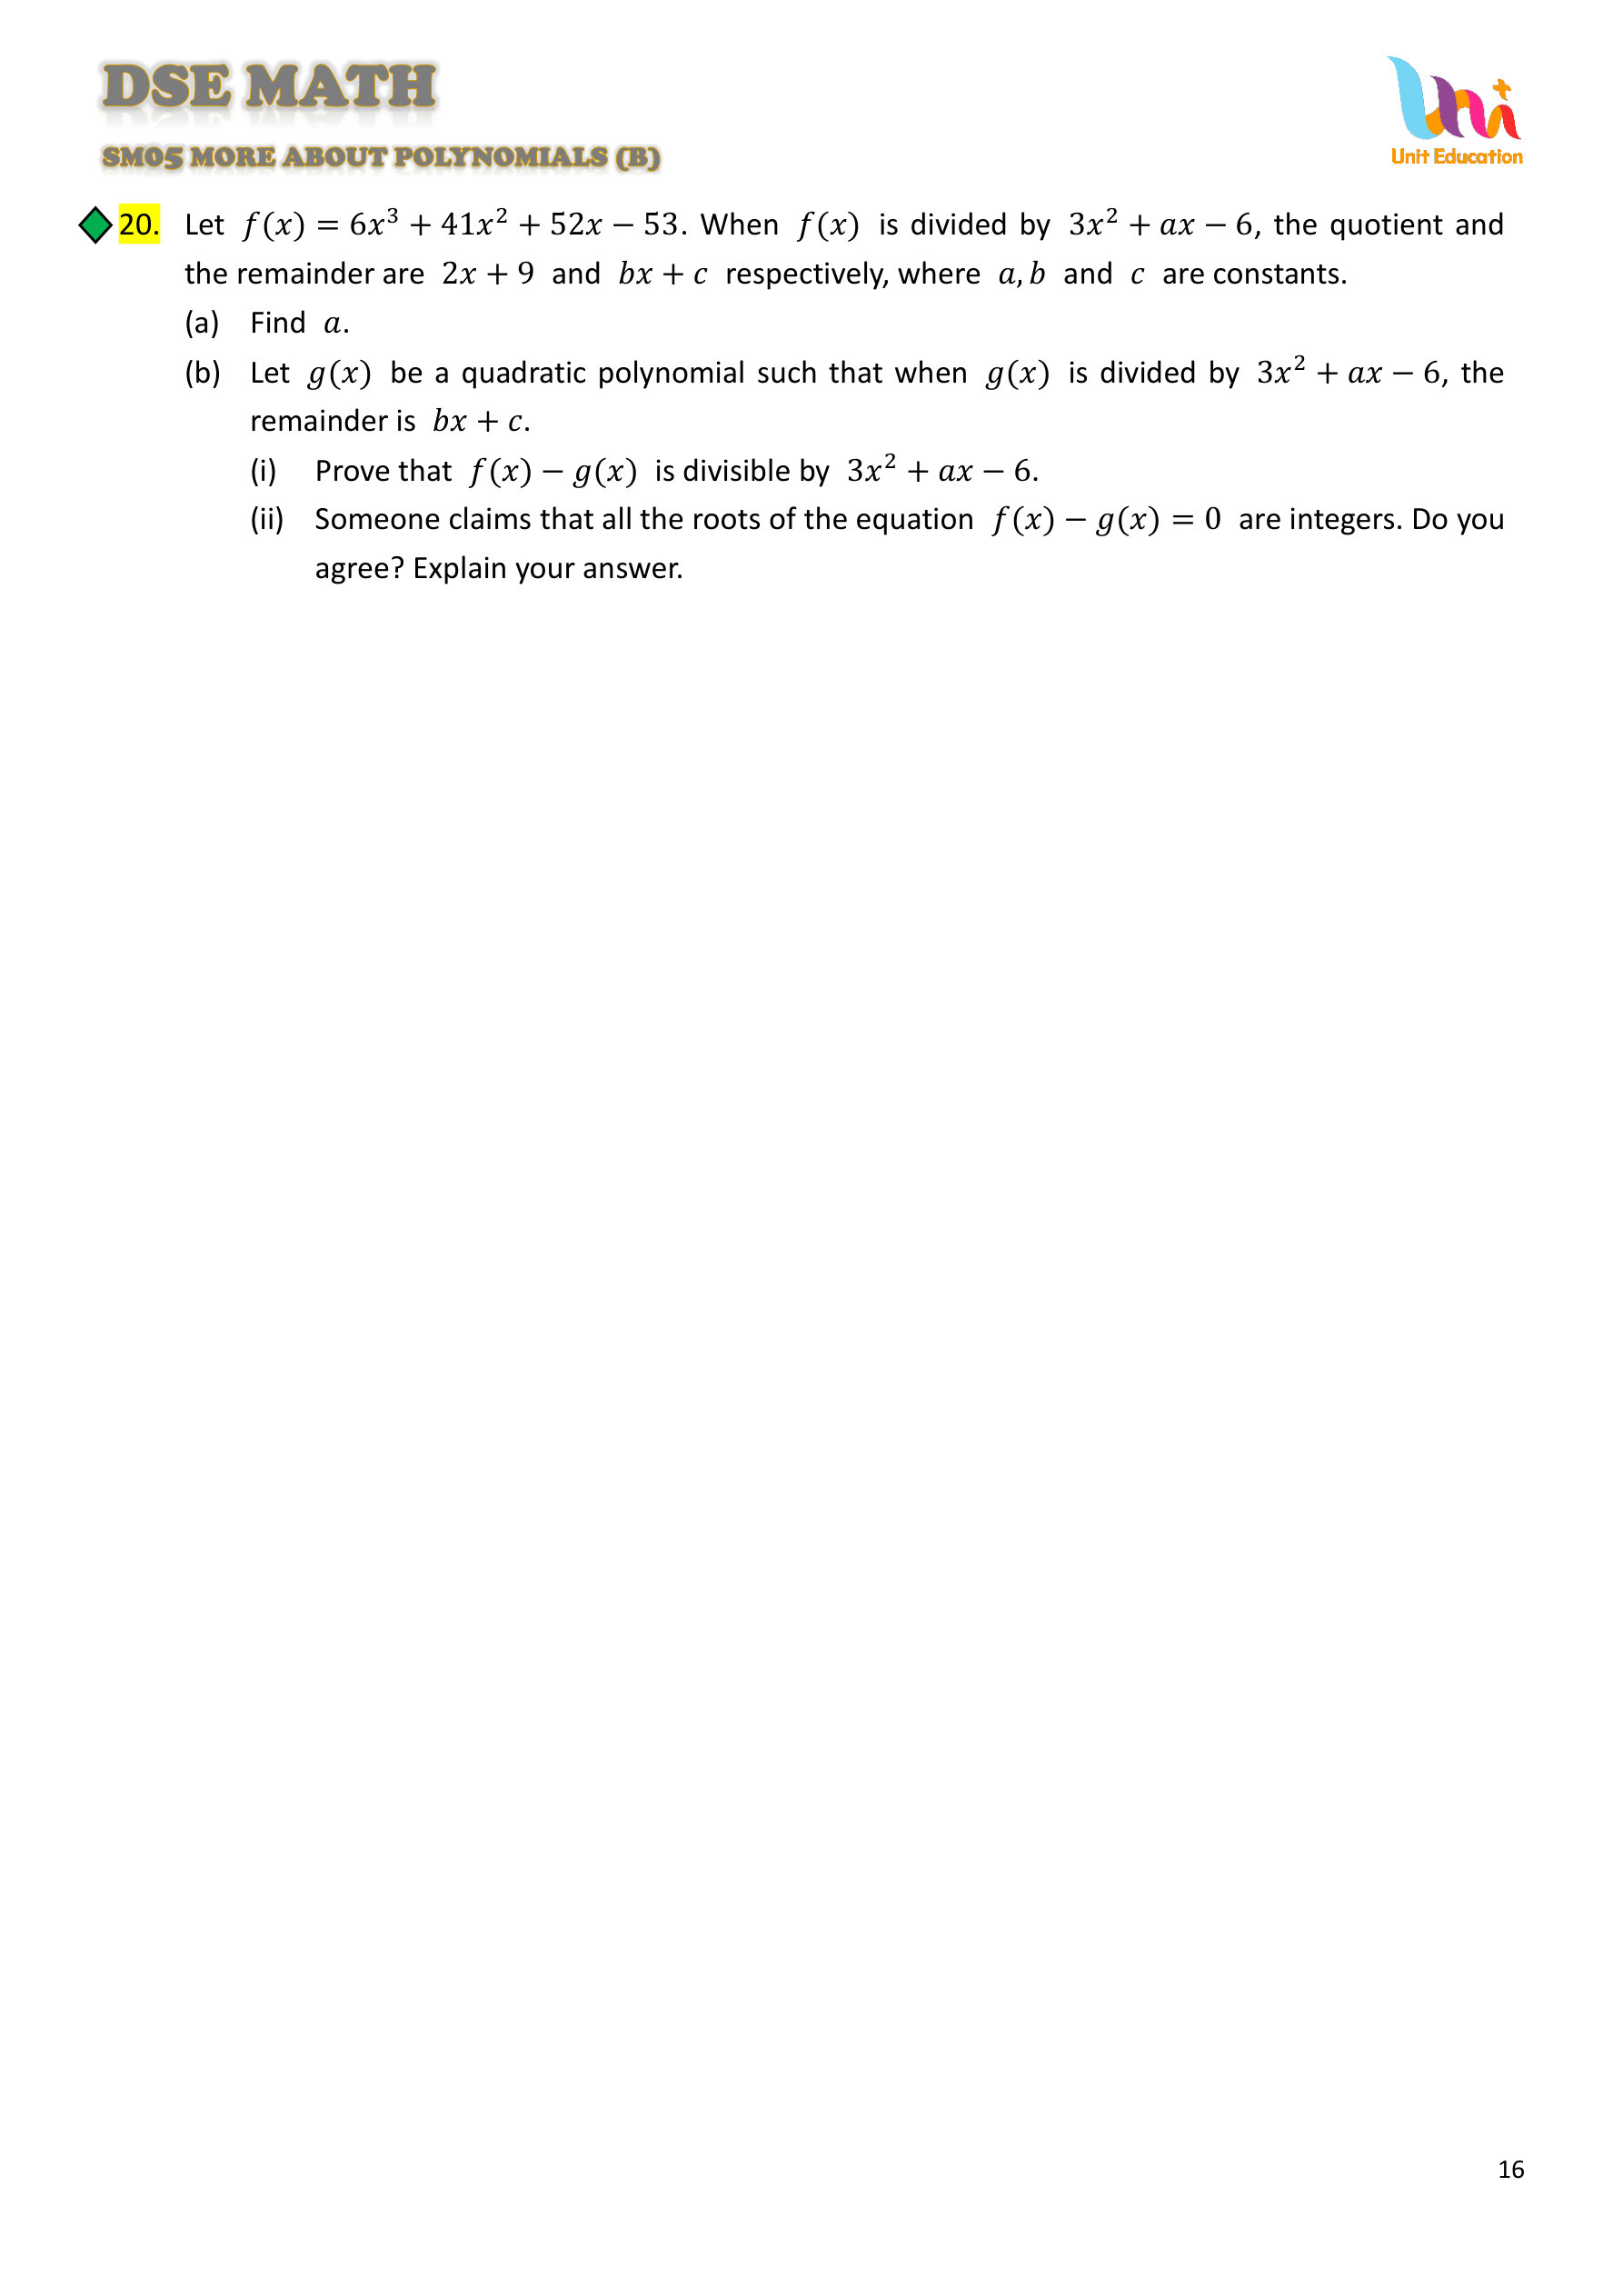 DSE MATH
SM05 MORE ABOUT POLYNOMIALS (B)
Unit Education
20. Let f(x) = 6x³ + 41x² + 52x − 53. When f(x) is divided by 3x² + ax − 6, the quotient and
the remainder are 2x + 9 and bx + c respectively, where a, b and c are constants.
(a) Find a.
(b) Let g(x) be a quadratic polynomial such that when g(x) is divided by 3x² + ax − 6, the
remainder is bx + c.
(i) Prove that f(x) − g(x) is divisible by 3x² + ax − 6.
(ii) Someone claims that all the roots of the equation f(x) − g(x) = 0 are integers. Do you
agree? Explain your answer.
16